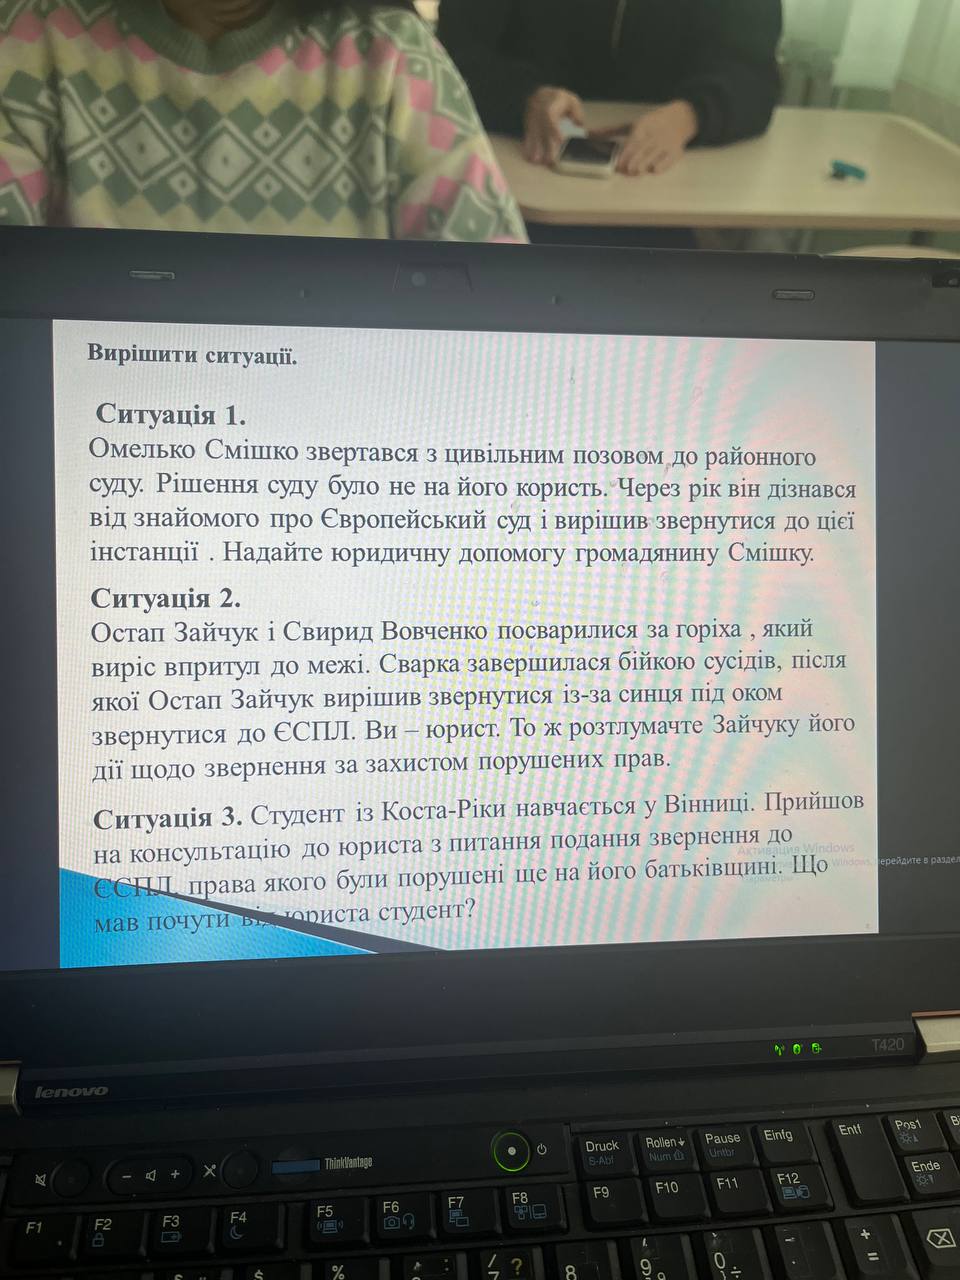 Вирішити ситуації.
Ситуація 1.
Омелько Смішко звертався з цивільним позовом до районного
суду. Рішення суду було не на його користь. Через рік він дізнався
від знайомого про Європейський суд і вирішив звернутися до цієї
інстанції . Надайте юридичну допомогу громадянину Смішку.
Ситуація 2.
Остап Зайчук і Свирид Вовченко посварилися за горіха , який
виріс впритул до межі. Сварка завершилася бійкою сусідів, після
якої Остап Зайчук вирішив звернутися із-за синця під оком
звернутися до ЄСПЛ. Ви – юрист. То ж розтлумачте Зайчуку його
дії щодо звернення за захистом порушених прав.
Ситуація 3. Студент із Коста-Ріки навчається у Вінниці. Прийшов
на консультацію до юриста з питання подання звернення до
ЄСПЛ, права якого були порушені ще на його батьківщині. Що
мав почути від юриста студент?
Активация Windows
Windows, перейдите в раздел
lenovo
T420
ThinkVantage
Druck
S-Abf
Rollen
Num
Pause
Untbr
Einfg
Entf
Pos1
Ende
F1 F2 F3 F4 F5 F6 F7 F8 F9 F10 F11 F12
% / 7 ? 8 9 0 + =